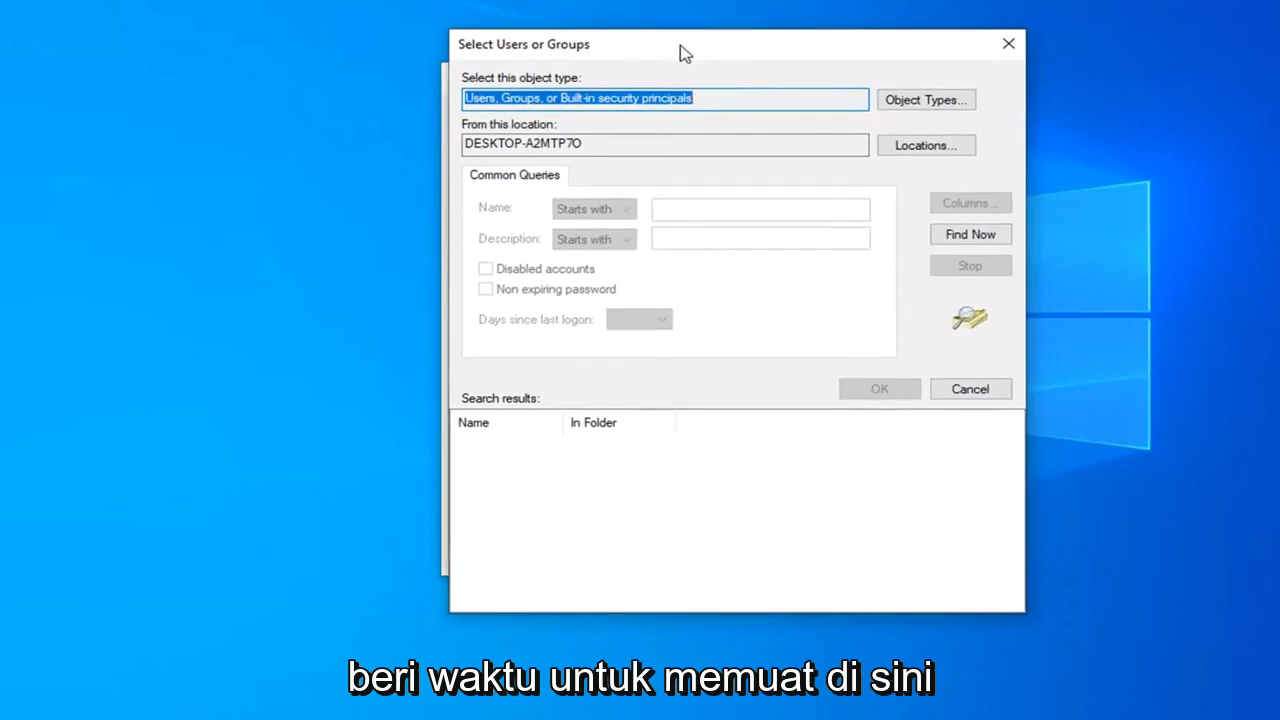 Select Users or Groups
Select this object type:
Users, Groups, or Built-in security principals
Object Types...
From this location:
DESKTOP-A2MTP7O
Locations...
Common Queries
Name:
Starts with
Columns...
Description:
Starts with
Find Now
Disabled accounts
Stop
Non expiring password
Days since last logon:
OK
Cancel
Search results:
Name
In Folder
beri waktu untuk memuat di sini